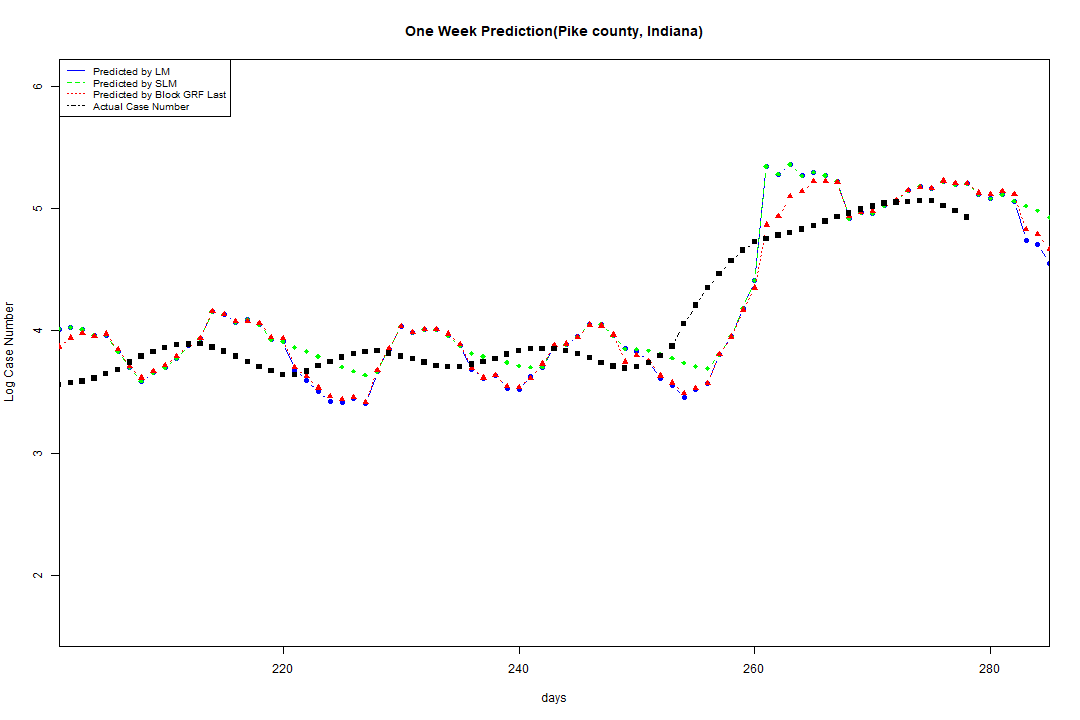 One Week Prediction(Pike county, Indiana)
Predicted by LM
Predicted by SLM
Predicted by Block GRF Last
Actual Case Number
6
5
4
3
2
Log Case Number
220 240 260 280
days